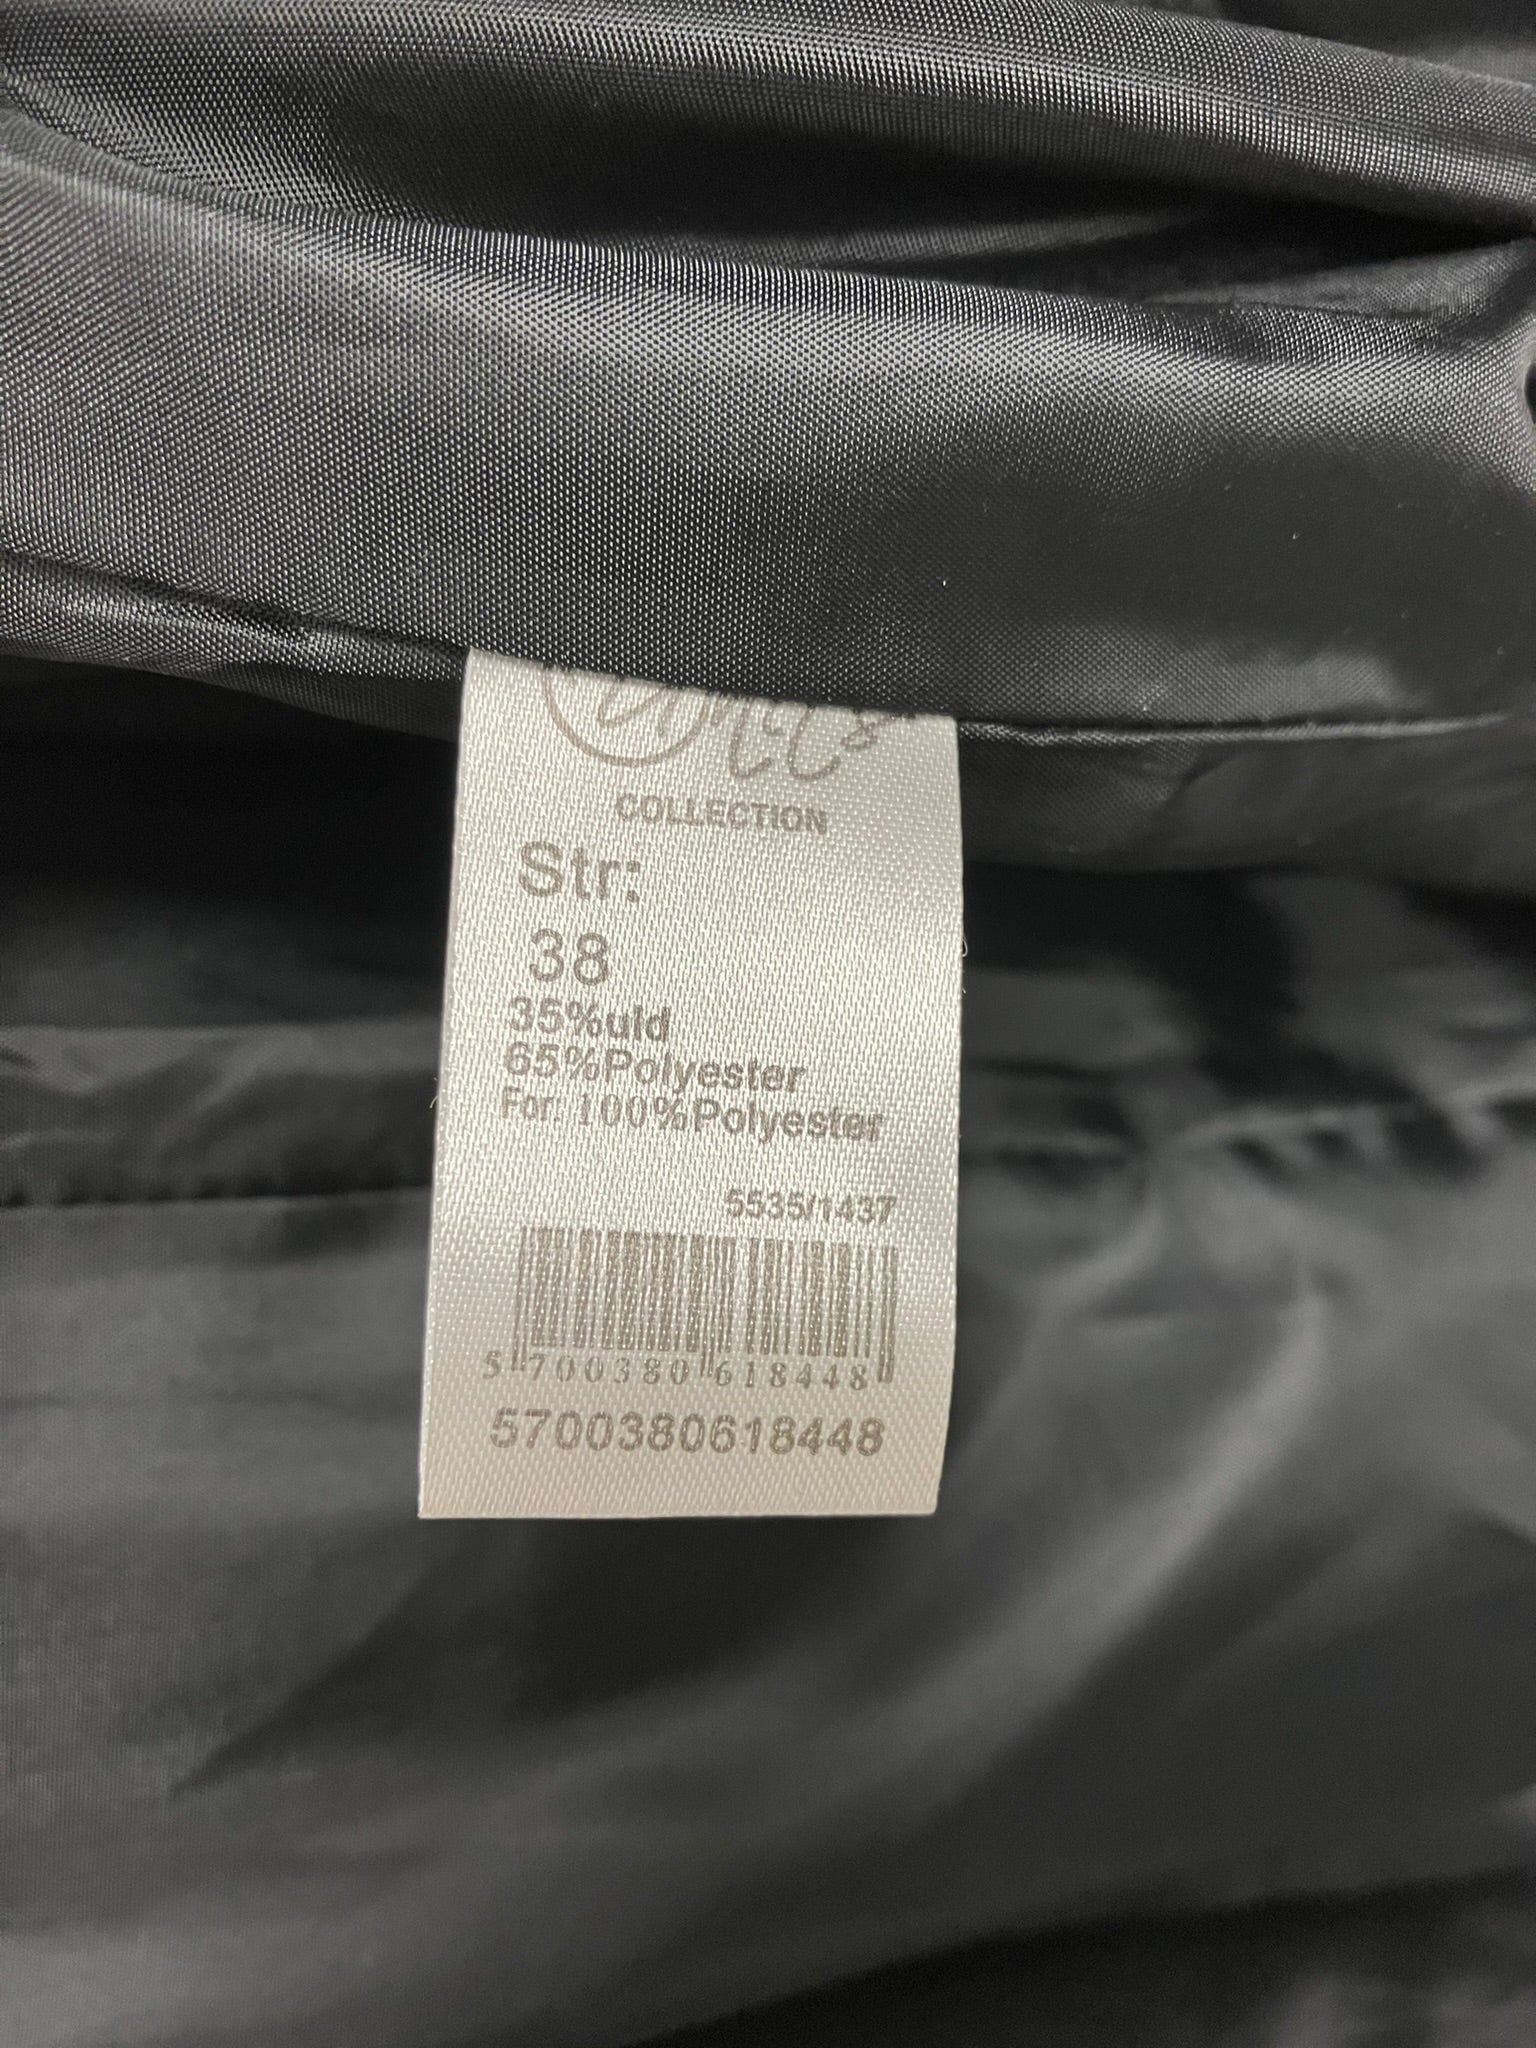 COLLECTION
Str:
38
35%uld
65%Polyester
For: 100%Polyester
5535/1437
5 700380 618448
5700380618448